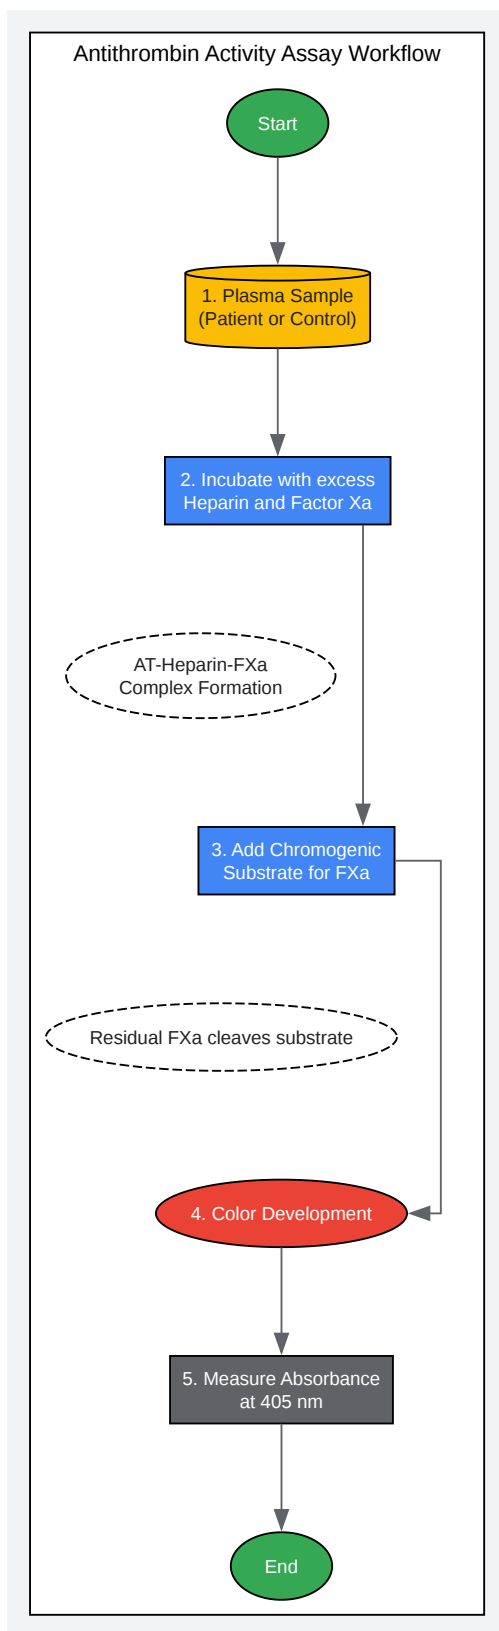 Antithrombin Activity Assay Workflow
Start
1. Plasma Sample
(Patient or Control)
2. Incubate with excess
Heparin and Factor Xa
AT-Heparin-FXa
Complex Formation
3. Add Chromogenic
Substrate for FXa
Residual FXa cleaves substrate
4. Color Development
5. Measure Absorbance
at 405 nm
End